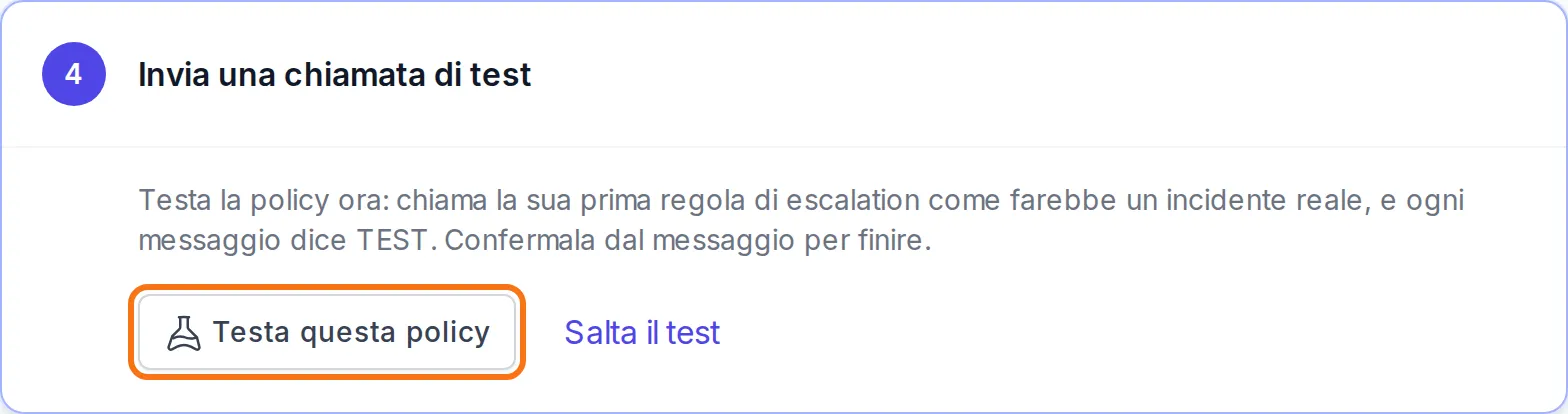 4
Invia una chiamata di test
Testa la policy ora: chiama la sua prima regola di escalation come farebbe un incidente reale, e ogni
messaggio dice TEST. Confermala dal messaggio per finire.
Testa questa policy
Salta il test